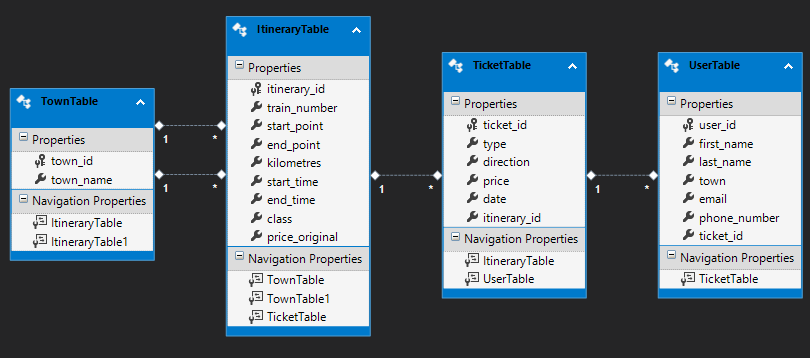 TownTable
Properties
town_id
town_name
Navigation Properties
ItineraryTable
ItineraryTable1
1
*
1
*
ItineraryTable
Properties
itinerary_id
train_number
start_point
end_point
kilometres
start_time
end_time
class
price_original
Navigation Properties
TownTable
TownTable1
TicketTable
1
*
TicketTable
Properties
ticket_id
type
direction
price
date
itinerary_id
Navigation Properties
ItineraryTable
UserTable
1
*
UserTable
Properties
user_id
first_name
last_name
town
email
phone_number
ticket_id
Navigation Properties
TicketTable